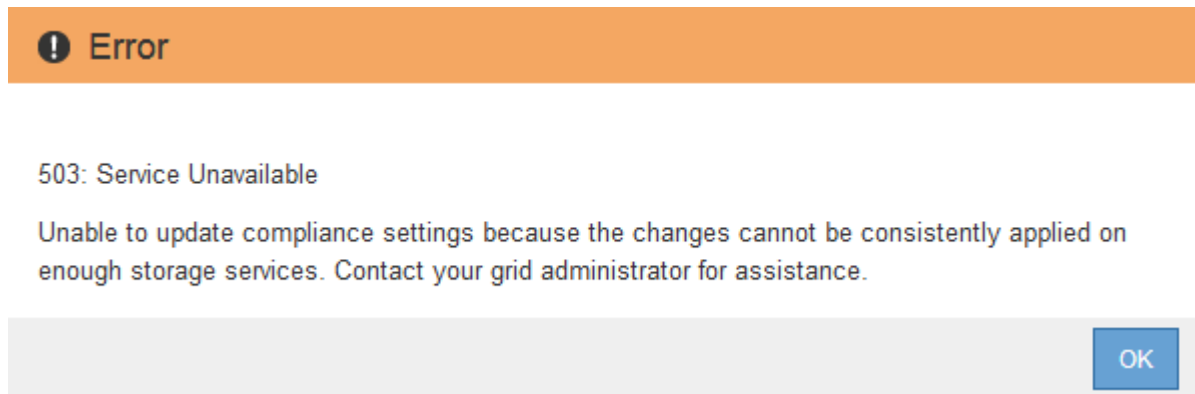 Error
503: Service Unavailable
Unable to update compliance settings because the changes cannot be consistently applied on
enough storage services. Contact your grid administrator for assistance.
OK